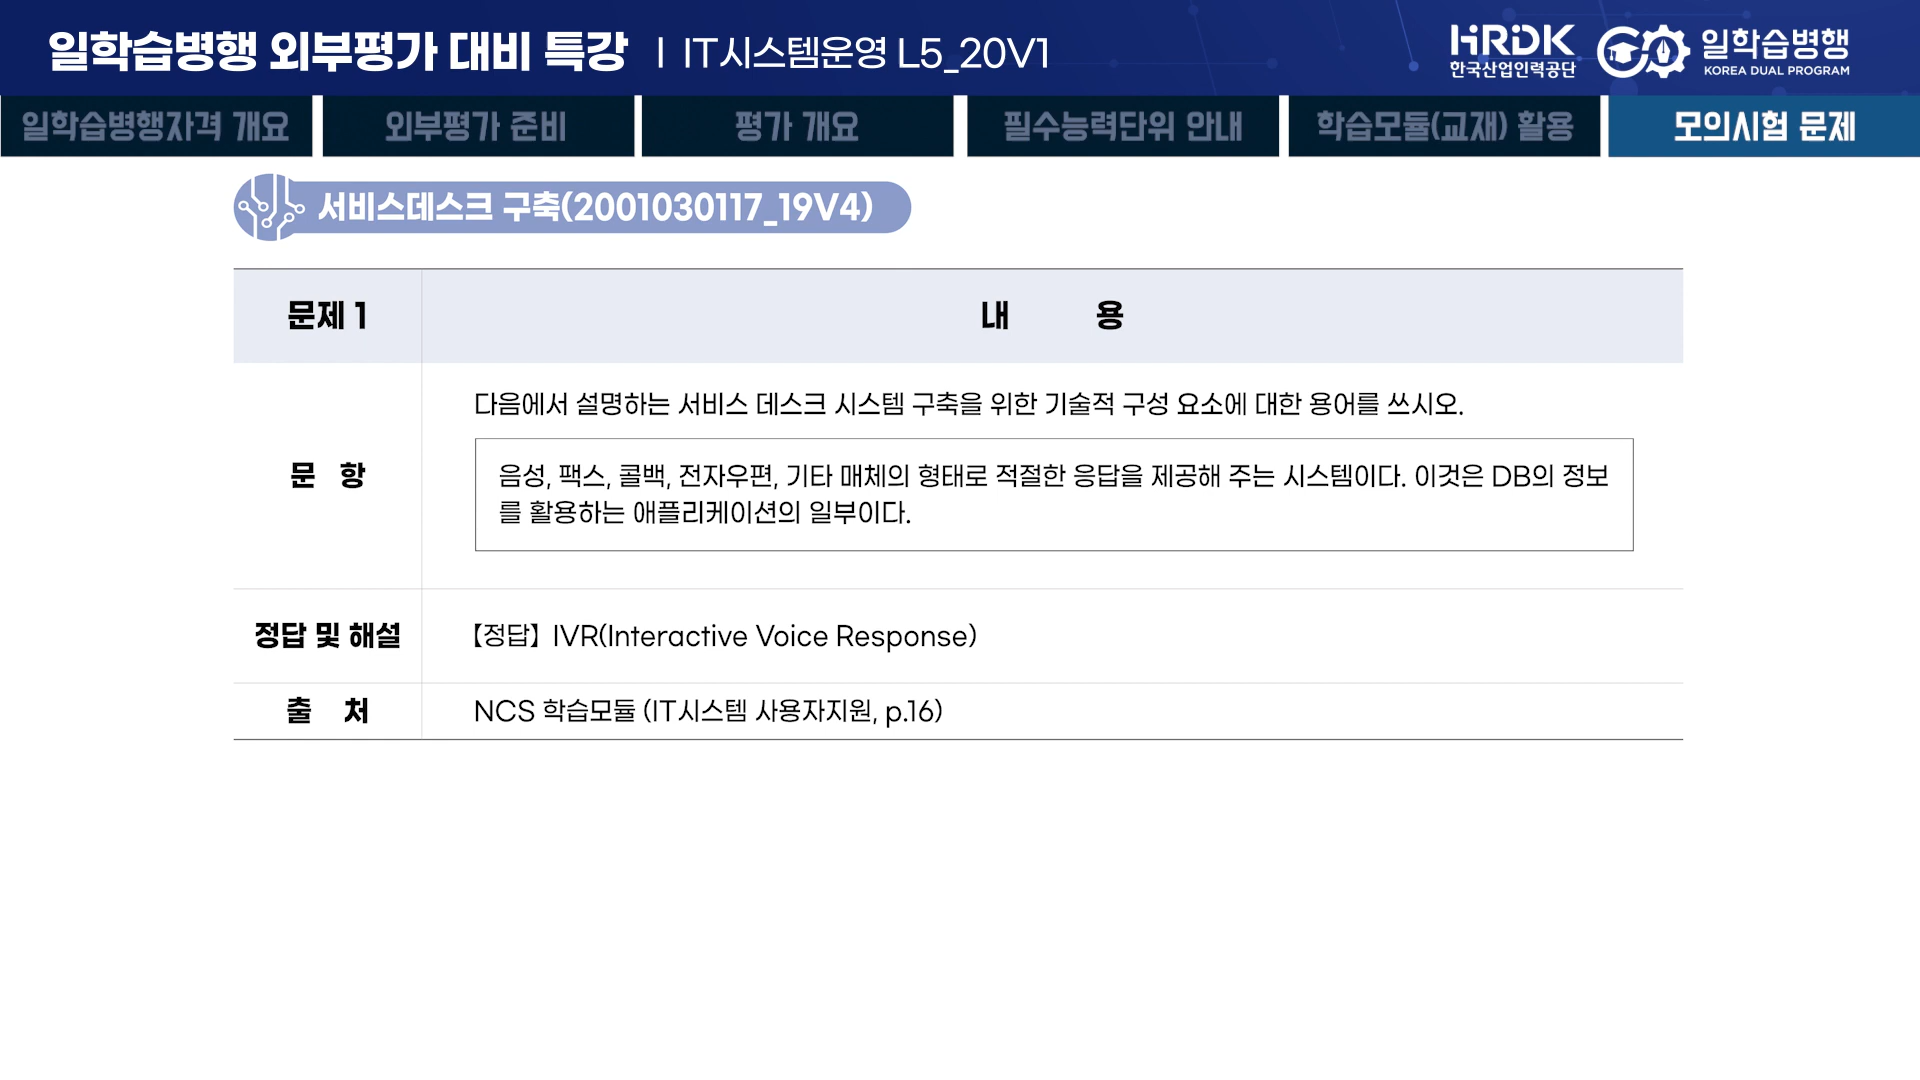 일학습병행 외부평가 대비 특강 | IT시스템운영 L5_20V1
HRDK 한국산업인력공단
일학습병행 KOREA DUAL PROGRAM
일학습병행자격 개요 외부평가 준비 평가 개요 필수능력단위 안내 학습모듈(교재) 활용 모의시험 문제
서비스데스크 구축(2001030117_19V4)
문제 1 내 용
문 항
다음에서 설명하는 서비스 데스크 시스템 구축을 위한 기술적 구성 요소에 대한 용어를 쓰시오.
음성, 팩스, 콜백, 전자우편, 기타 매체의 형태로 적절한 응답을 제공해 주는 시스템이다. 이것은 DB의 정보
를 활용하는 애플리케이션의 일부이다.
정답 및 해설 【정답】 IVR(Interactive Voice Response)
출 처 NCS 학습모듈 (IT시스템 사용자지원, p.16)